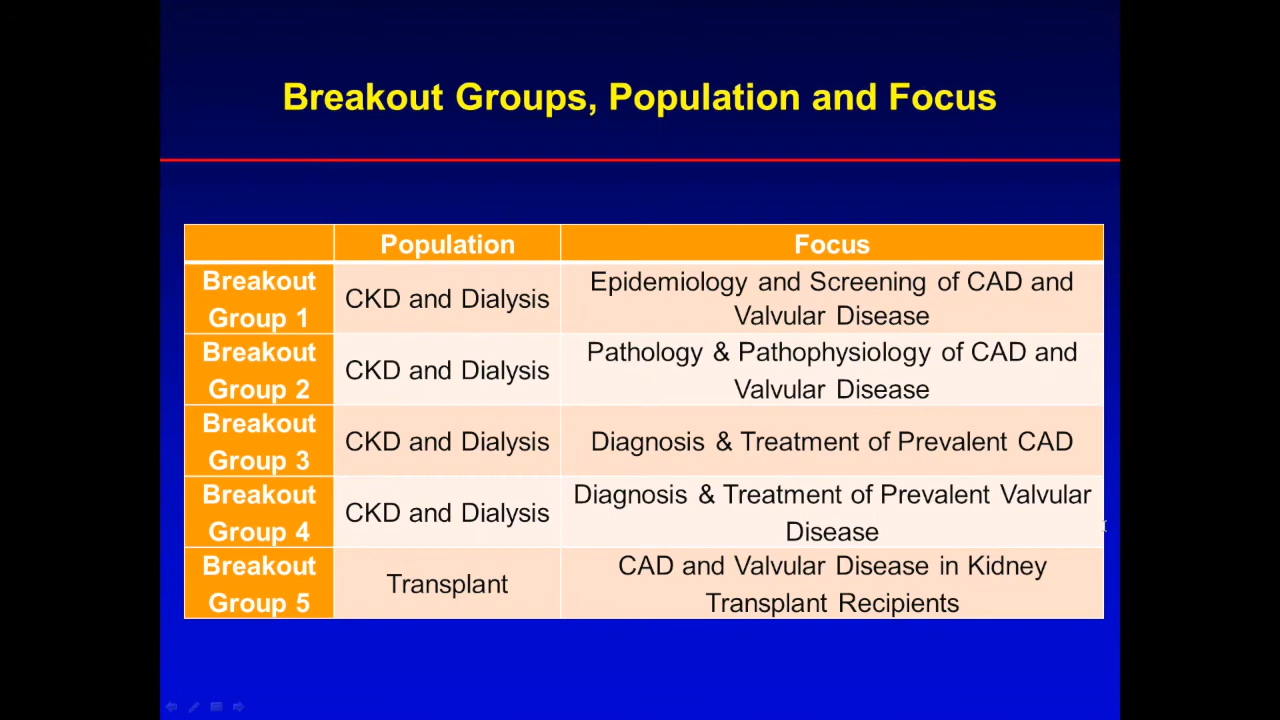 Breakout Groups, Population and Focus
Population Focus
Breakout
Group 1
CKD and Dialysis
Epidemiology and Screening of CAD and
Valvular Disease
Breakout
Group 2
CKD and Dialysis
Pathology & Pathophysiology of CAD and
Valvular Disease
Breakout
Group 3
CKD and Dialysis
Diagnosis & Treatment of Prevalent CAD
Breakout
Group 4
CKD and Dialysis
Diagnosis & Treatment of Prevalent Valvular
Disease
Breakout
Group 5
Transplant
CAD and Valvular Disease in Kidney
Transplant Recipients